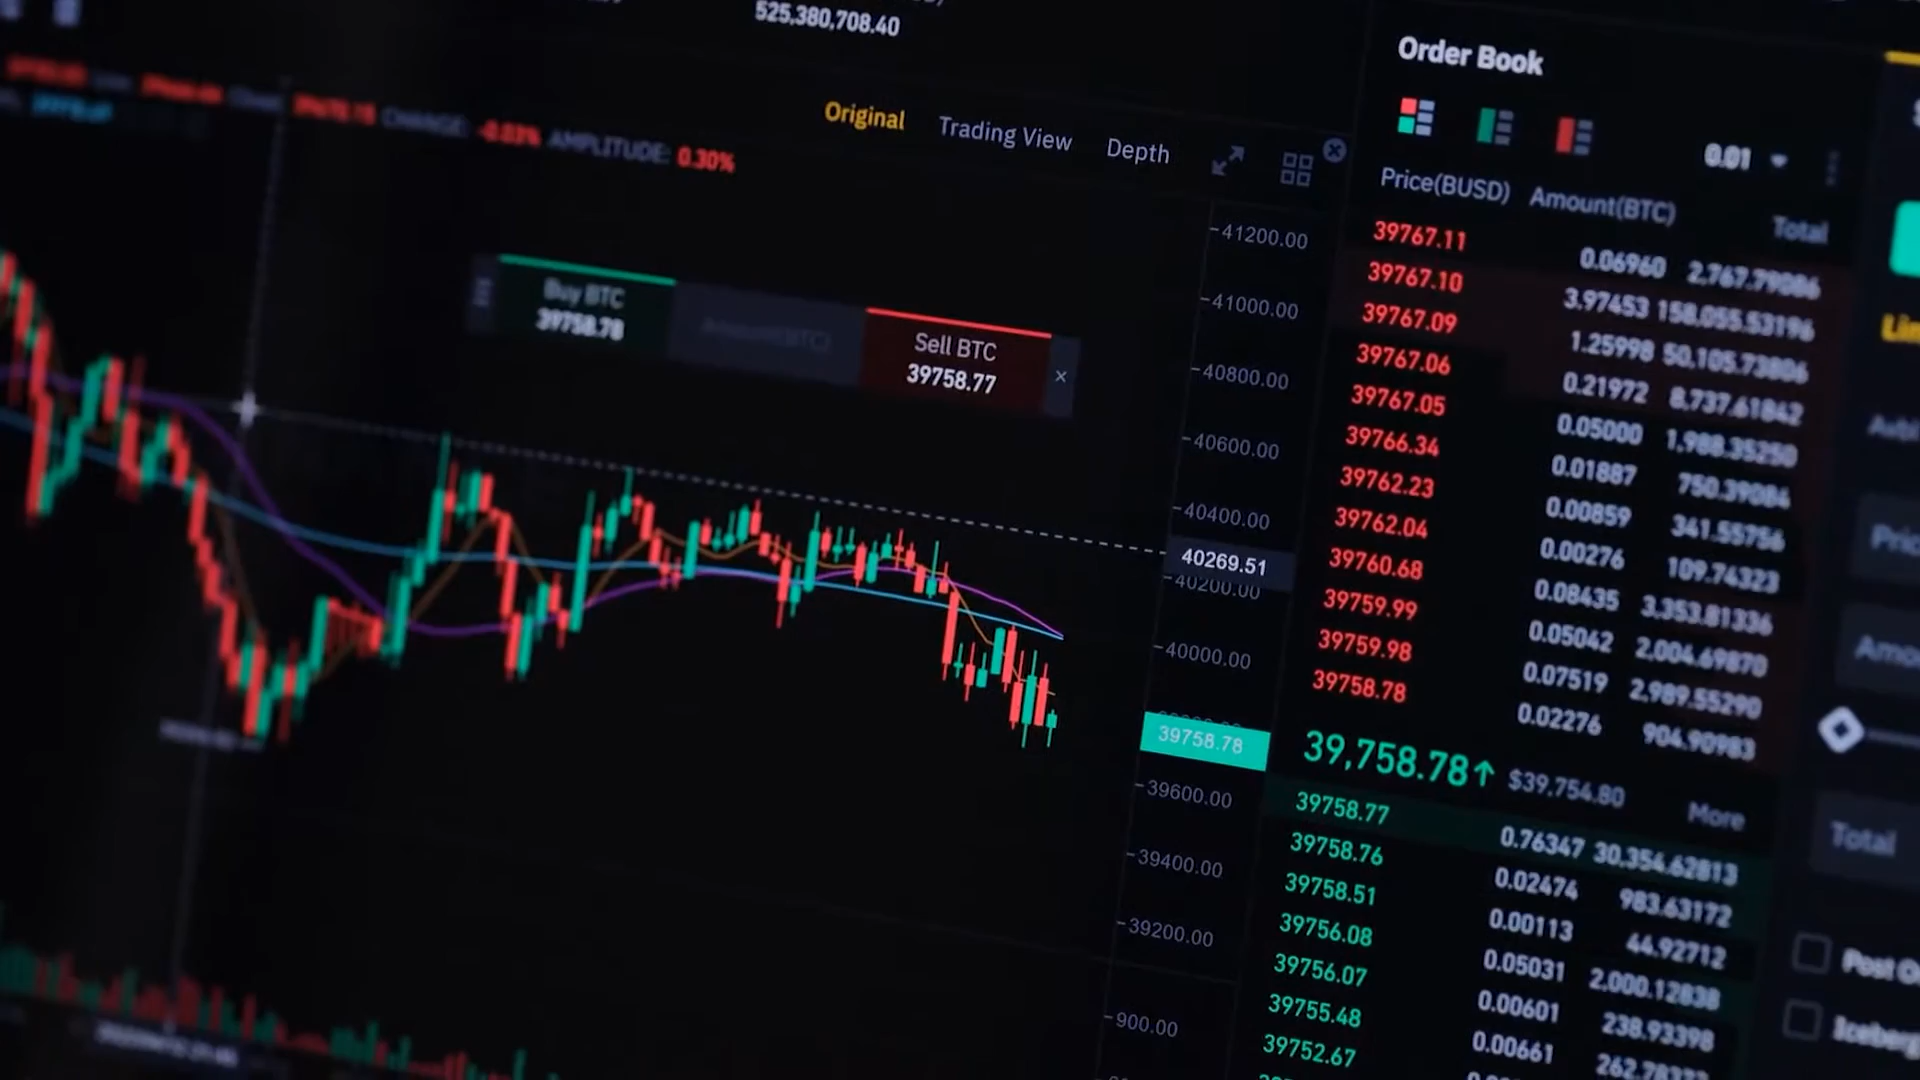 525,380,708.40
CHANGE: -0.03% AMPLITUDE: 0.30%
Original Trading View Depth
Buy BTC
39758.78
Amount(BTC)
Sell BTC
39758.77
41200.00
41000.00
40800.00
40600.00
40400.00
40269.51
40200.00
40000.00
39758.78
39600.00
39400.00
39200.00
900.00
Order Book
0.01
Price(BUSD) Amount(BTC) Total
39767.11 0.06960 2,767.79086
39767.10 3.97453 158,055.53196
39767.09 1.25998 50,105.73806
39767.06 0.21972 8,737.61842
39767.05 0.05000 1,988.35250
39766.34 0.01887 750.39084
39762.23 0.00859 341.55756
39762.04 0.00276 109.74323
39760.68 0.08435 3,353.81336
39759.99 0.05042 2,004.69870
39759.98 0.07519 2,989.55290
39758.78 0.02276 904.90983
39,758.78↑ $39,754.80 More
39758.77 0.76347 30,354.62813
39758.76 0.02474 983.63172
39758.51 0.00113 44.92712
39756.08 0.05031 2,000.12838
39756.07 0.00601 238.93398
39755.48 0.00661
39752.67
Total
Post O
Iceberg